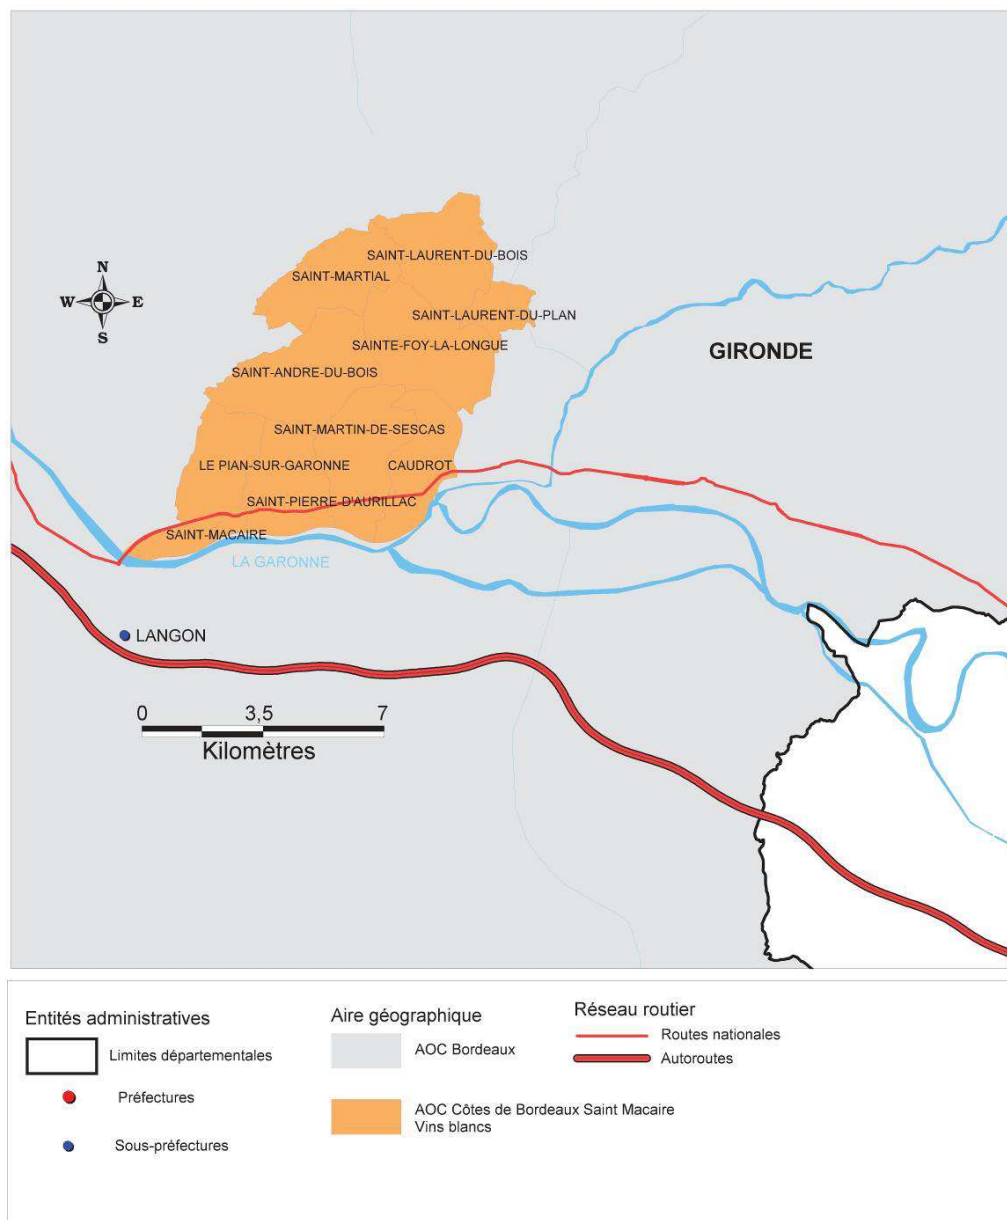 SAINT-LAURENT-DU-BOIS
SAINT-MARTIAL
N
W E
S
SAINT-LAURENT-DU-PLAN
SAINTE-FOY-LA-LONGUE
GIRONDE
SAINT-ANDRE-DU-BOIS
SAINT-MARTIN-DE-SESCAS
LE PIAN-SUR-GARONNE
CAUDROT
SAINT-PIERRE-D'AURILLAC
SAINT-MACAIRE
LA GARONNE
LANGON
0 3,5 7
Kilomètres
Entités administratives
Limites départementales
Préfectures
Sous-préfectures
Aire géographique
AOC Bordeaux
AOC Côtes de Bordeaux Saint Macaire
Vins blancs
Réseau routier
Routes nationales
Autoroutes